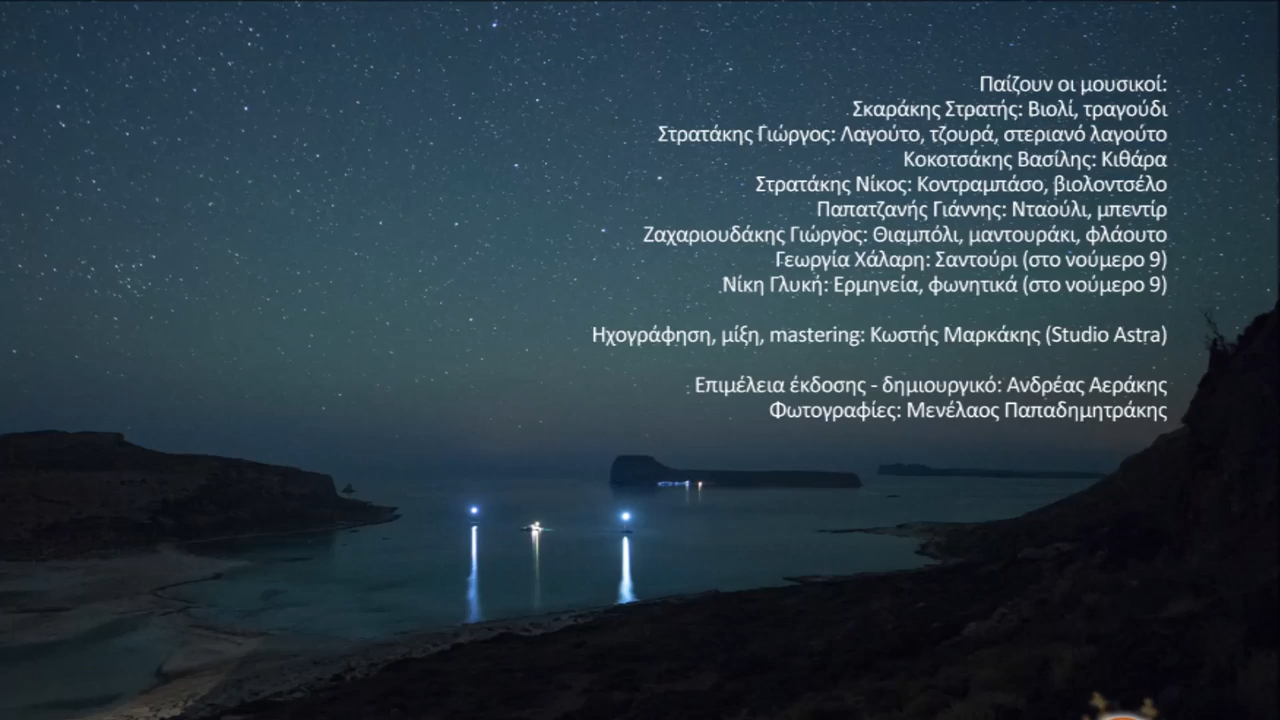 Παίζουν οι μουσικοί:
Σκαράκης Στρατής: Βιολί, τραγούδι
Στρατάκης Γιώργος: Λαγούτο, τζουρά, στεριανό λαγούτο
Κοκοτσάκης Βασίλης: Κιθάρα
Στρατάκης Νίκος: Κοντραμπάσο, βιολοντσέλο
Παπατζανής Γιάννης: Νταούλι, μπεντίρ
Ζαχαριουδάκης Γιώργος: Θιαμπόλι, μαντουράκι, φλάουτο
Γεωργία Χάλαρη: Σαντούρι (στο νούμερο 9)
Νίκη Γλυκή: Ερμηνεία, φωνητικά (στο νούμερο 9)
Ηχογράφηση, μίξη, mastering: Κωστής Μαρκάκης (Studio Astra)
Επιμέλεια έκδοσης - δημιουργικό: Ανδρέας Αεράκης
Φωτογραφίες: Μενέλαος Παπαδημητράκης